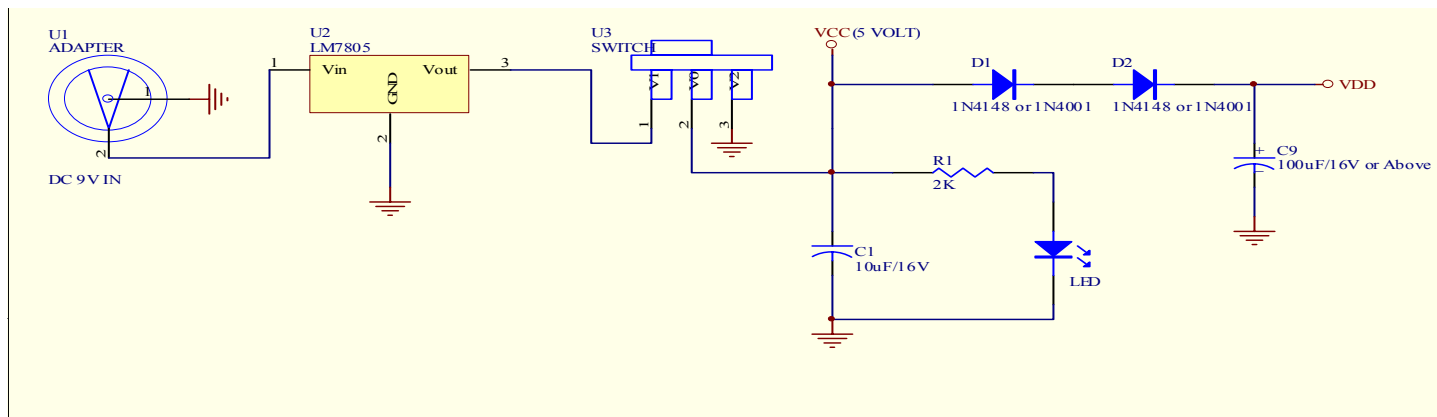 U1
ADAPTER
1
2
DC 9V IN
U2
LM7805
1
Vin
Vout
3
GND
2
U3
SWITCH
V1
V0
V2
1
2
3
VCC (5 VOLT)
D1
1N4148 or 1N4001
D2
1N4148 or 1N4001
VDD
R1
2K
C1
10uF/16V
LED
+
C9
100uF/16V or Above
−